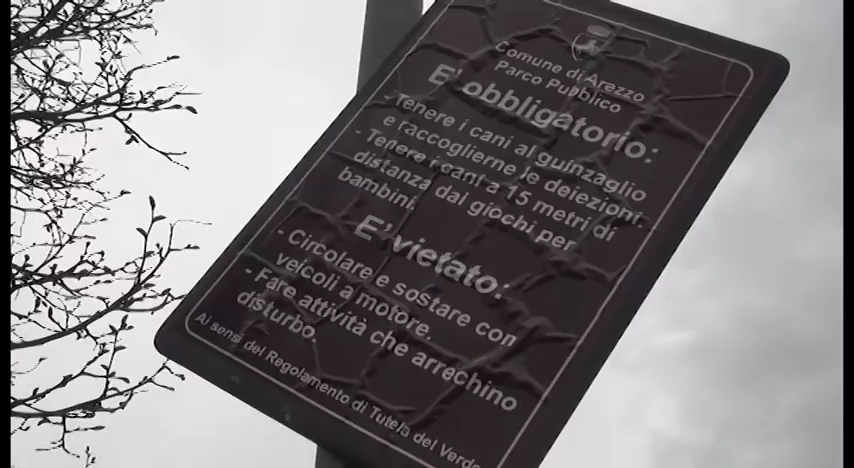 Comune di Arezzo
Parco Pubblico
E' obbligatorio:
- Tenere i cani al guinzaglio
e raccoglierne le deiezioni.
- Tenere i cani a 15 metri di
distanza dai giochi per
bambini.
E' vietato:
- Circolare e sostare con
veicoli a motore.
- Fare attività che arrechino
disturbo.
Ai sensi del Regolamento di Tutela del Verde